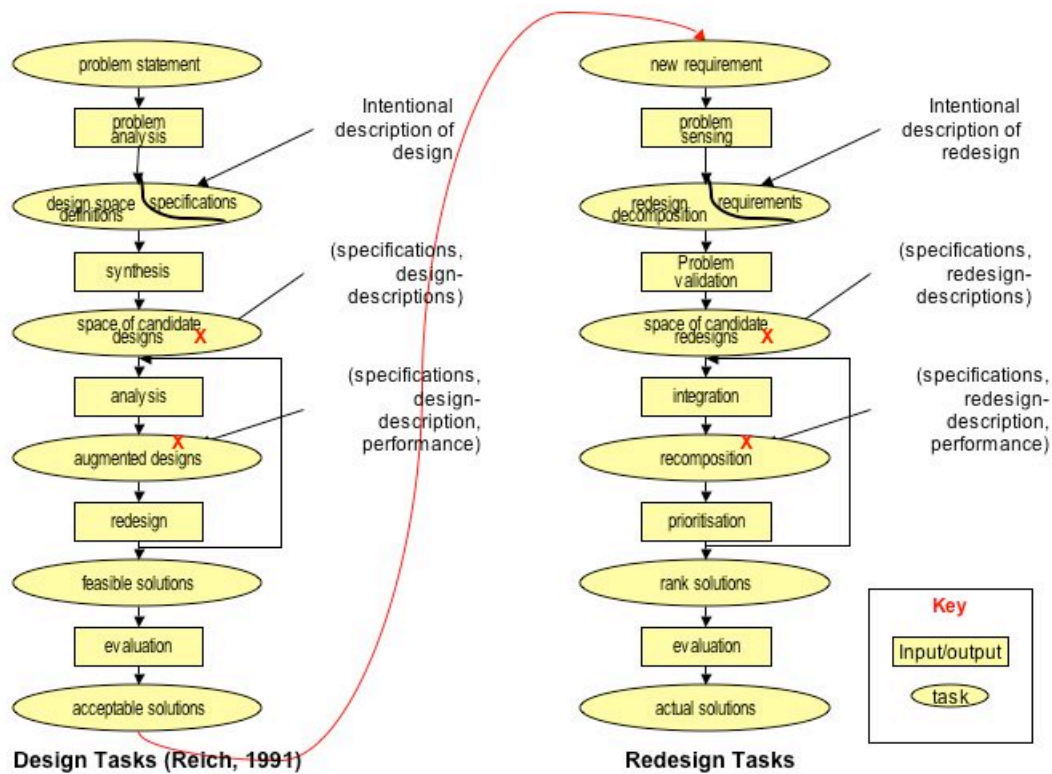 problem statement
problem
analysis
Intentional
description of
design
design space
definitions
specifications
synthesis
(specifications,
design-
descriptions)
space of candidate
designs
X
analysis
(specifications,
design-
description,
performance)
X
augmented designs
redesign
feasible solutions
evaluation
acceptable solutions
Design Tasks (Reich, 1991)
new requirement
problem
sensing
Intentional
description of
redesign
redesign
decomposition
requirements
Problem
validation
(specifications,
redesign-
descriptions)
space of candidate
redesigns
X
integration
(specifications,
redesign-
description,
performance)
X
recomposition
prioritisation
rank solutions
evaluation
actual solutions
Redesign Tasks
Key
Input/output
task